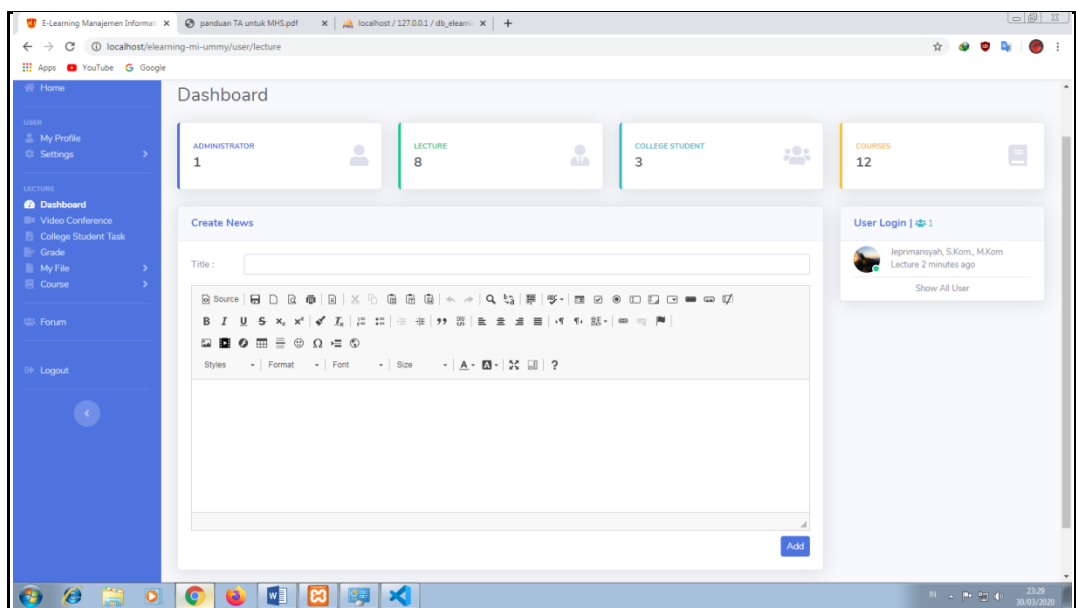 E-Learning Manajemen Informati
panduan TA untuk MHS.pdf
localhost / 127.0.0.1 / db_elearni
localhost/elearning-mi-ummy/user/lecture
Apps YouTube Google
Home
USER
My Profile
Settings
LECTURE
Dashboard
Video Conference
College Student Task
Grade
My File
Course
Forum
Logout
Dashboard
ADMINISTRATOR
1
LECTURE
8
COLLEGE STUDENT
3
COURSES
12
Create News
Title :
Source
B I U S x₂ x² Tx
Styles Format Font Size A A ?
Add
User Login | 1
Jeprimansyah, S.Kom., M.Kom
Lecture 2 minutes ago
Show All User
IN
23:29
30/03/2020